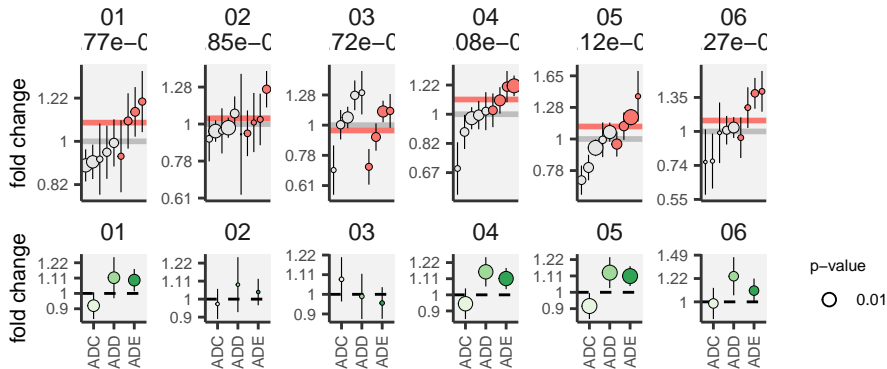 01 02 03 04 05 06
.77e−0 .85e−0 .72e−0 .08e−0 .12e−0 .27e−0
fold change
1.22 1 0.82
1.28 1 0.78 0.61
1.28 1 0.78 0.61
1.22 1 0.82 0.67
1.65 1.28 1 0.78
1.35 1 0.74 0.55
01 02 03 04 05 06
fold change
1.22 1.11 1 0.9
1.22 1.11 1 0.9
1.22 1.11 1 0.9
1.22 1.11 1 0.9
1.22 1.11 1 0.9
1.49 1.22 1
ADC ADD ADE ADC ADD ADE ADC ADD ADE ADC ADD ADE ADC ADD ADE ADC ADD ADE
p−value
0.01